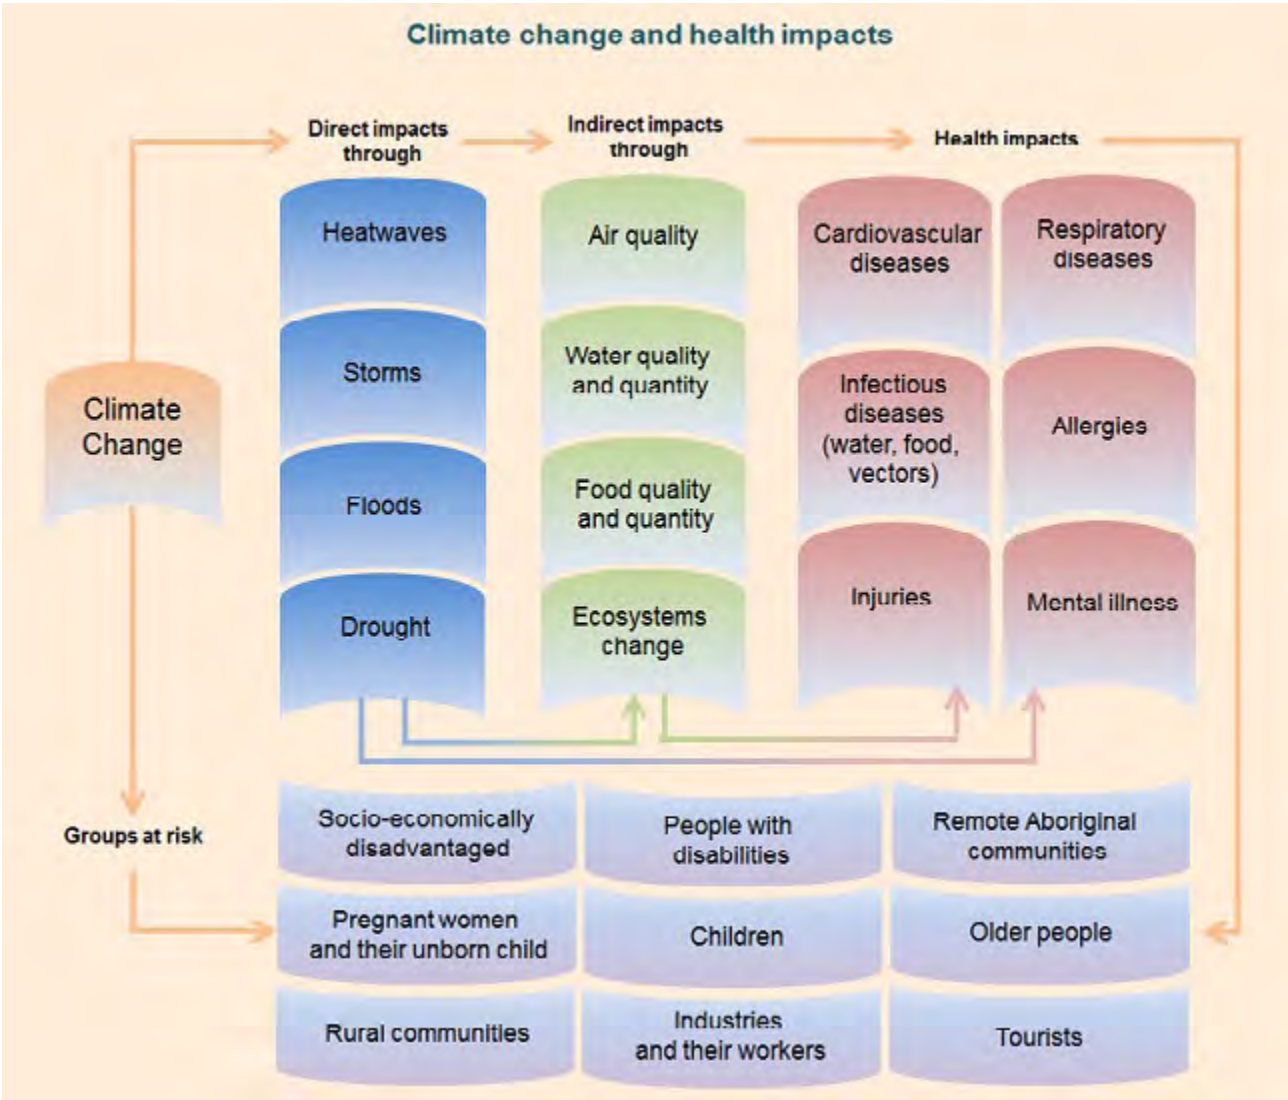 Climate change and health impacts
Direct impacts
through
Indirect impacts
through
Health impacts
Climate
Change
Heatwaves
Storms
Floods
Drought
Air quality
Water quality
and quantity
Food quality
and quantity
Ecosystems
change
Cardiovascular
diseases
Respiratory
diseases
Infectious
diseases
(water, food,
vectors)
Allergies
Injuries
Mental illness
Groups at risk
Socio-economically
disadvantaged
People with
disabilities
Remote Aboriginal
communities
Pregnant women
and their unborn child
Children
Older people
Rural communities
Industries
and their workers
Tourists